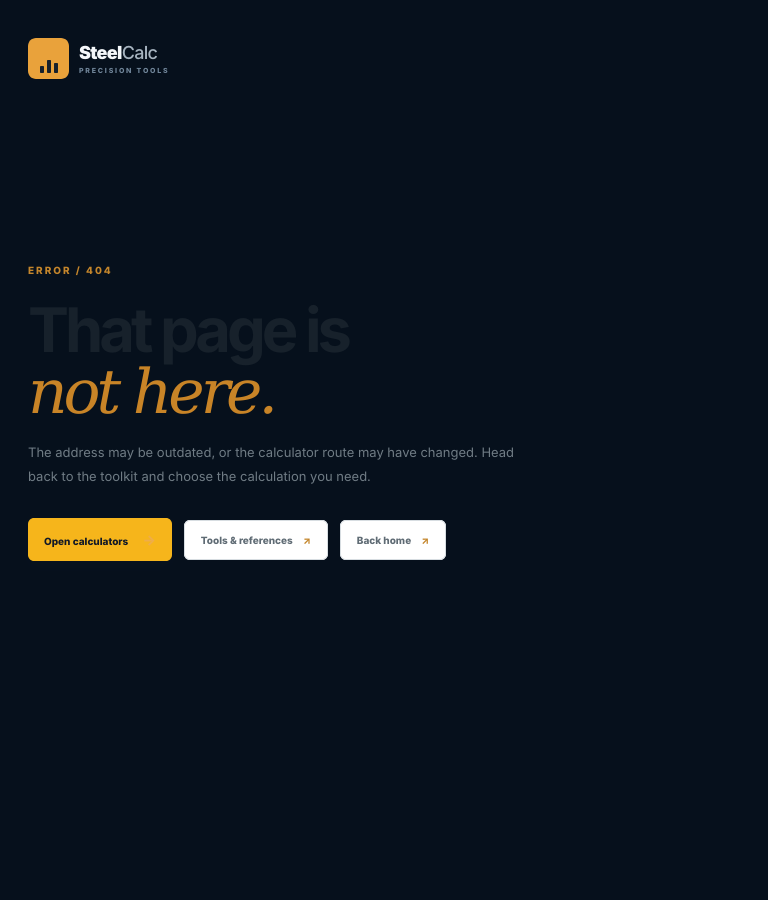 SteelCalc
PRECISION TOOLS
ERROR / 404
That page is
not here.
The address may be outdated, or the calculator route may have changed. Head
back to the toolkit and choose the calculation you need.
Open calculators
Tools & references
Back home